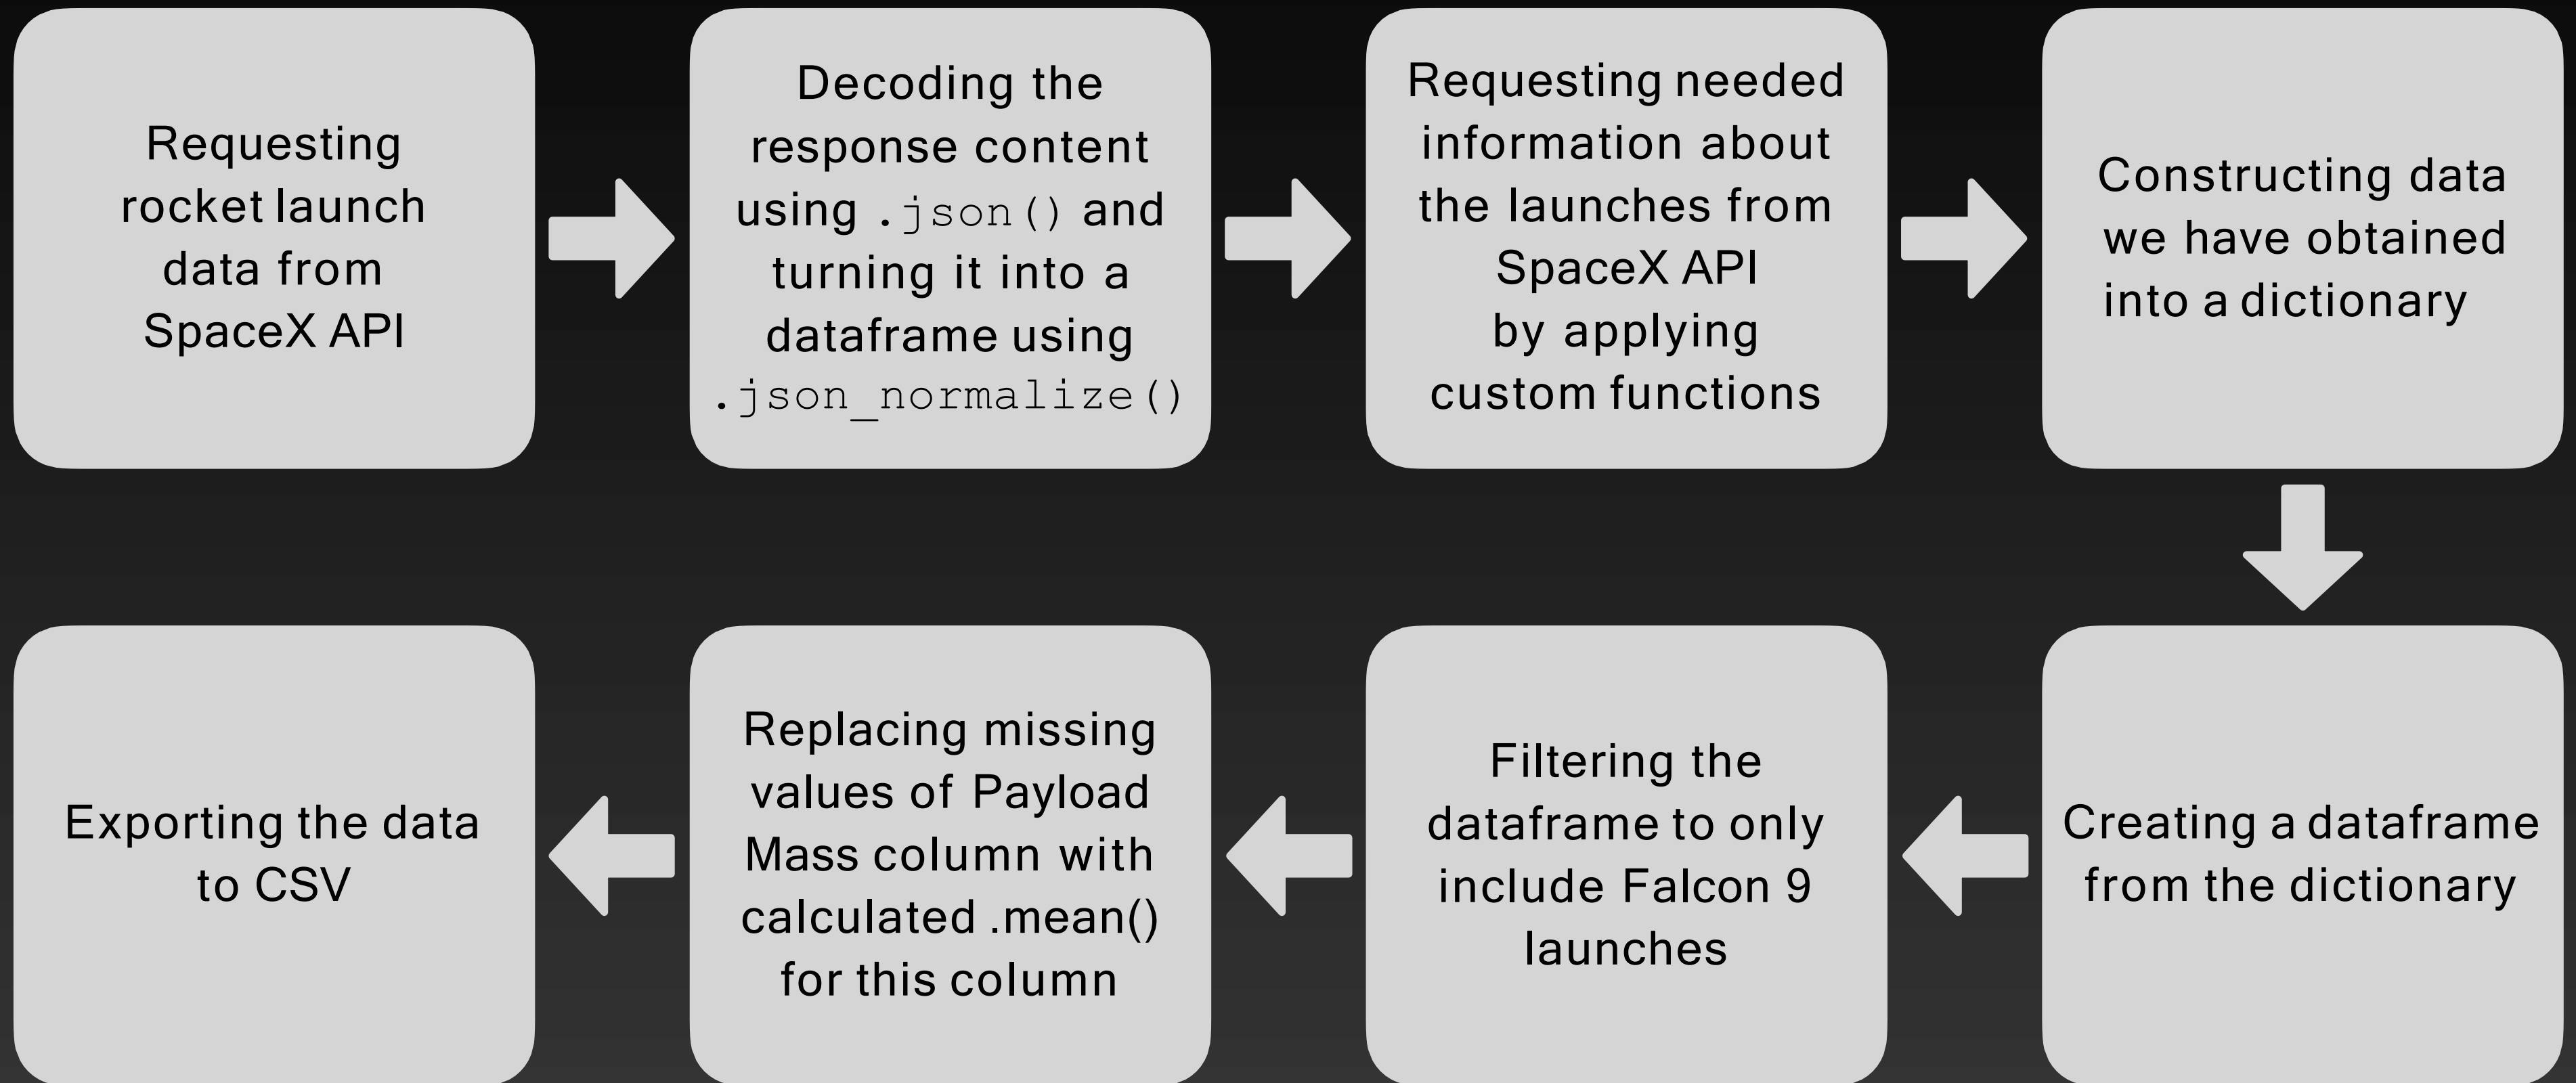 Requesting
rocket launch
data from
SpaceX API
Decoding the
response content
using .json() and
turning it into a
dataframe using
.json_normalize()
Requesting needed
information about
the launches from
SpaceX API
by applying
custom functions
Constructing data
we have obtained
into a dictionary
Creating a dataframe
from the dictionary
Filtering the
dataframe to only
include Falcon 9
launches
Replacing missing
values of Payload
Mass column with
calculated .mean()
for this column
Exporting the data
to CSV